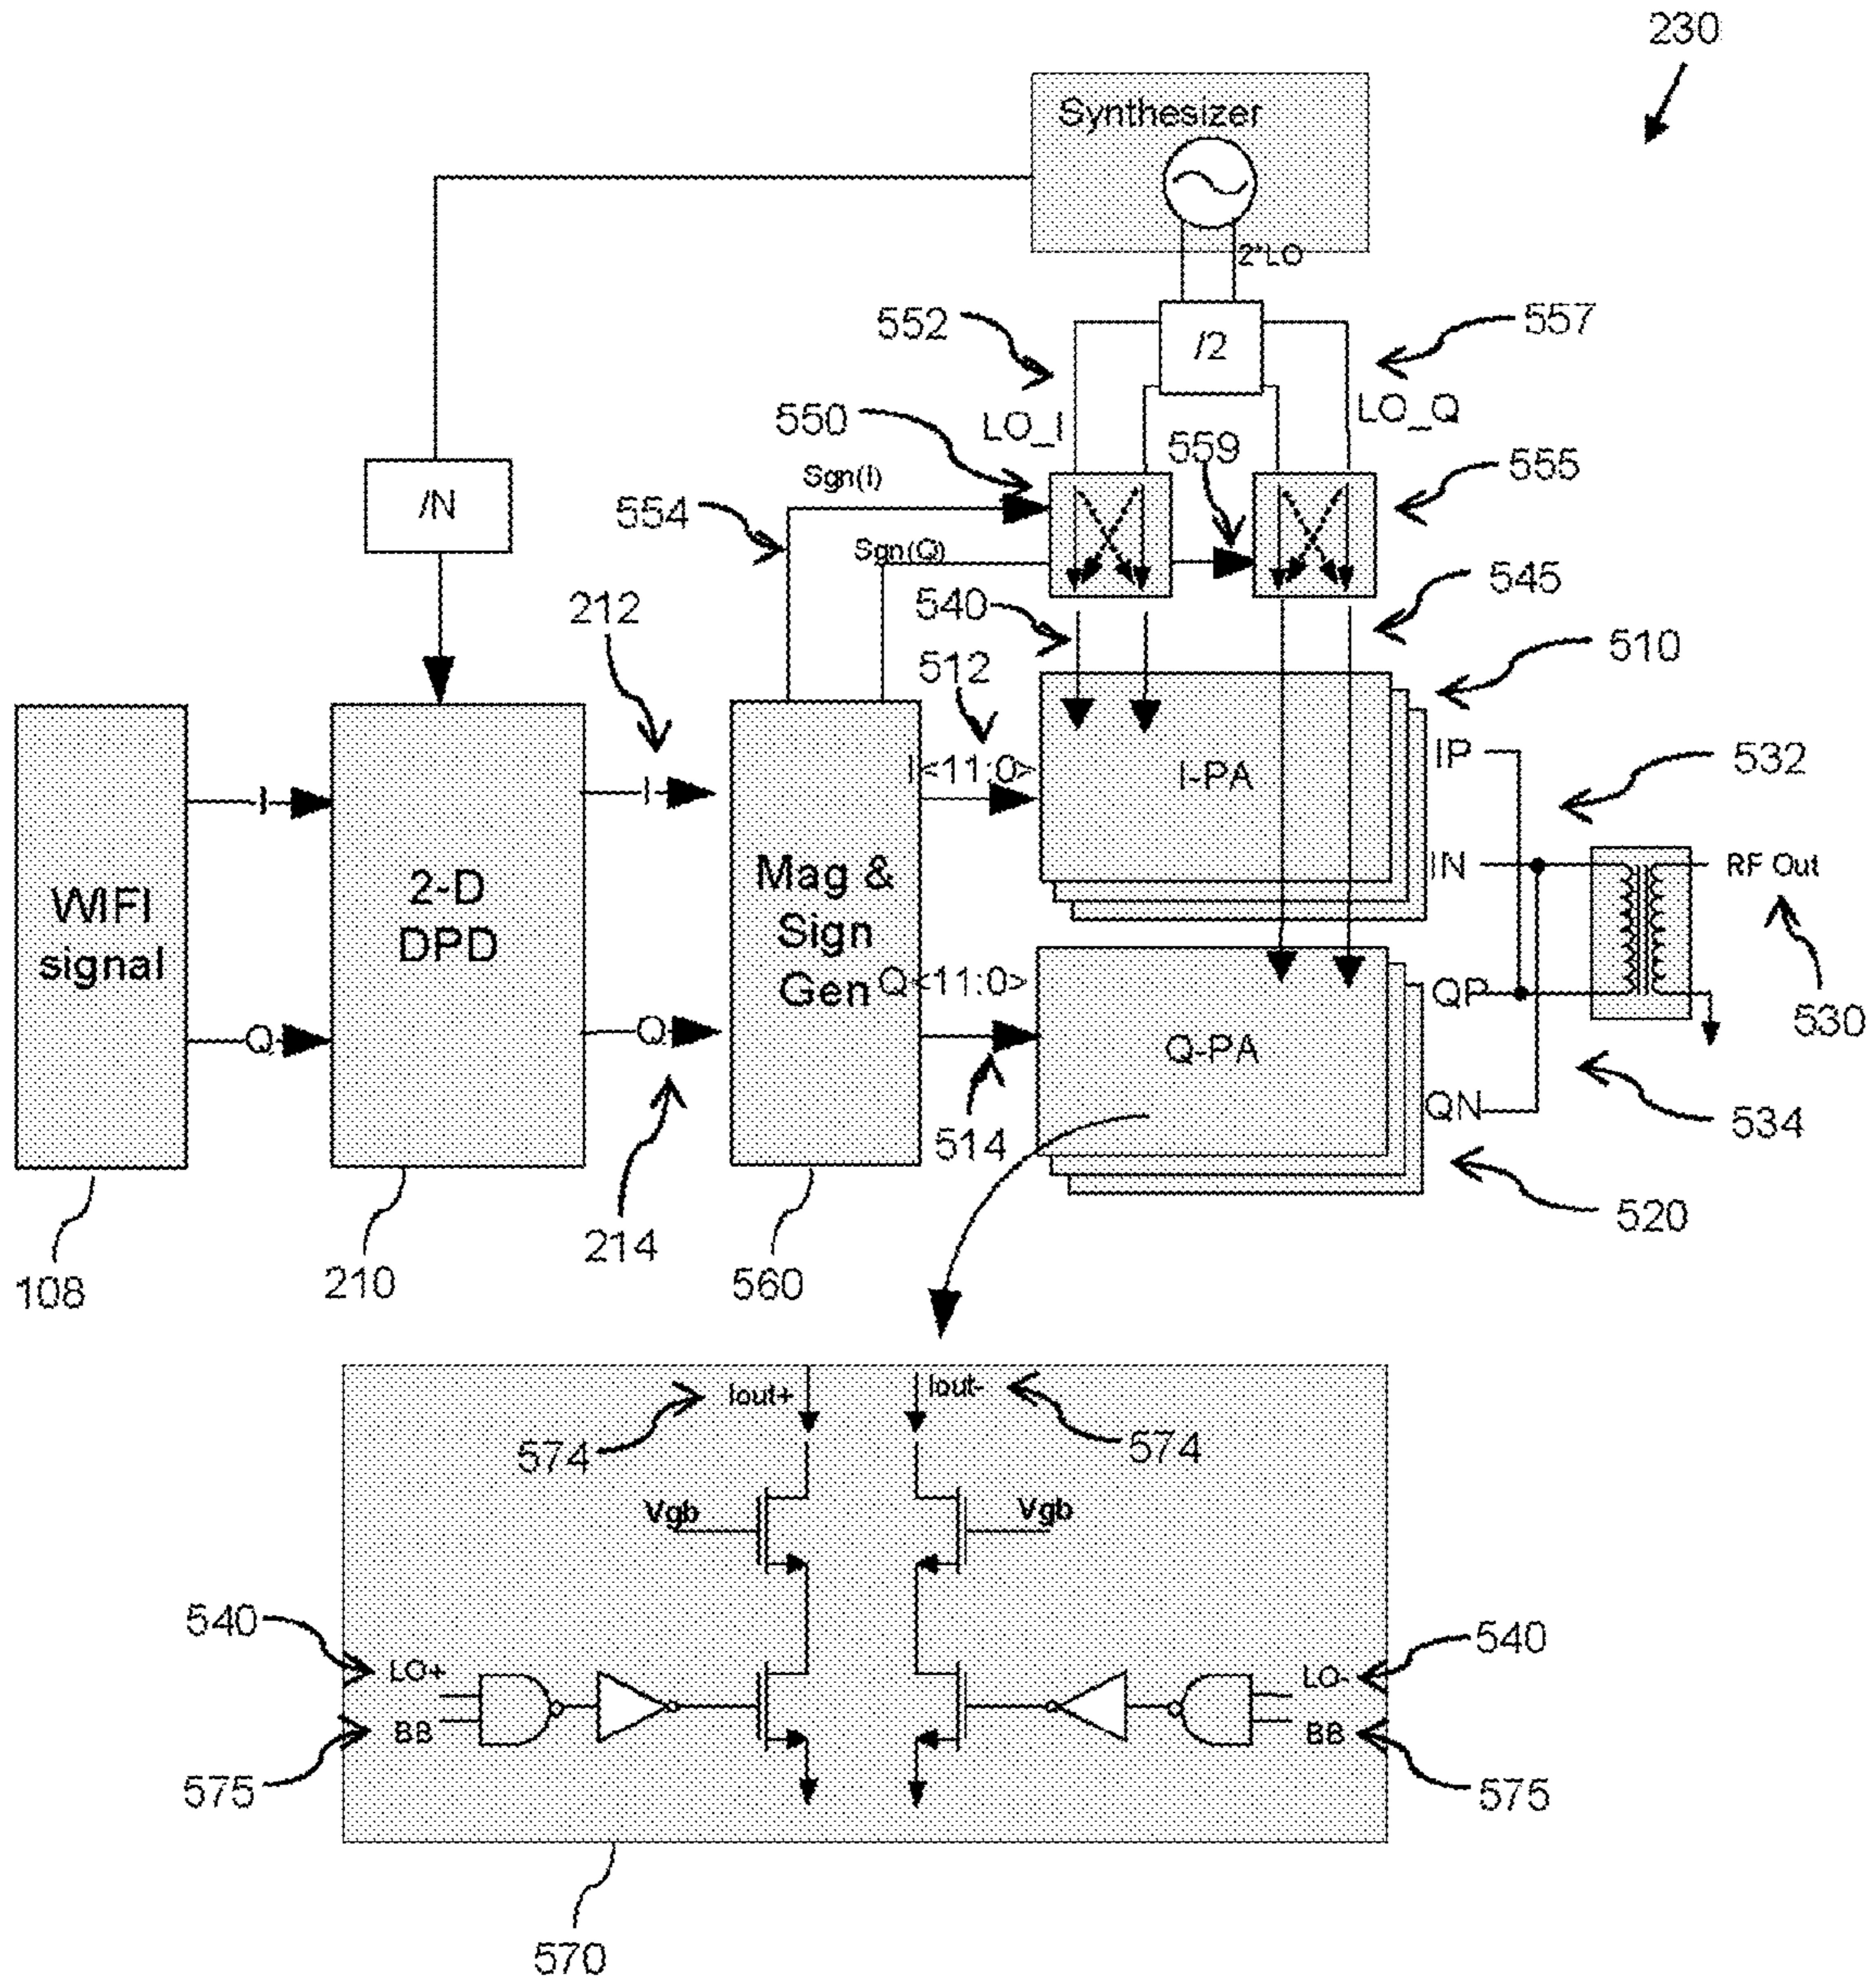 230
Synthesizer
2*LO
552
557
/2
LO_I
LO_Q
550
559
555
Sgn(I)
/N
554
Sgn(Q)
540
545
212
512
510
I<11:0>
I
I
I-PA
IP
532
WIFI
signal
2-D
DPD
Mag &
Sign
Gen
IN
RF Out
Q<11:0>
QP
530
Q
Q
Q-PA
QN
514
534
214
520
108
210
560
574
Iout+
Iout-
574
Vgb
Vgb
540
LO+
LO-
540
BB
BB
575
575
570